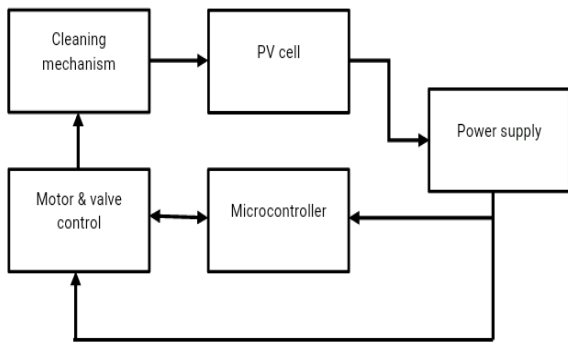 Cleaning
mechanism
PV cell
Power supply
Motor & valve
control
Microcontroller